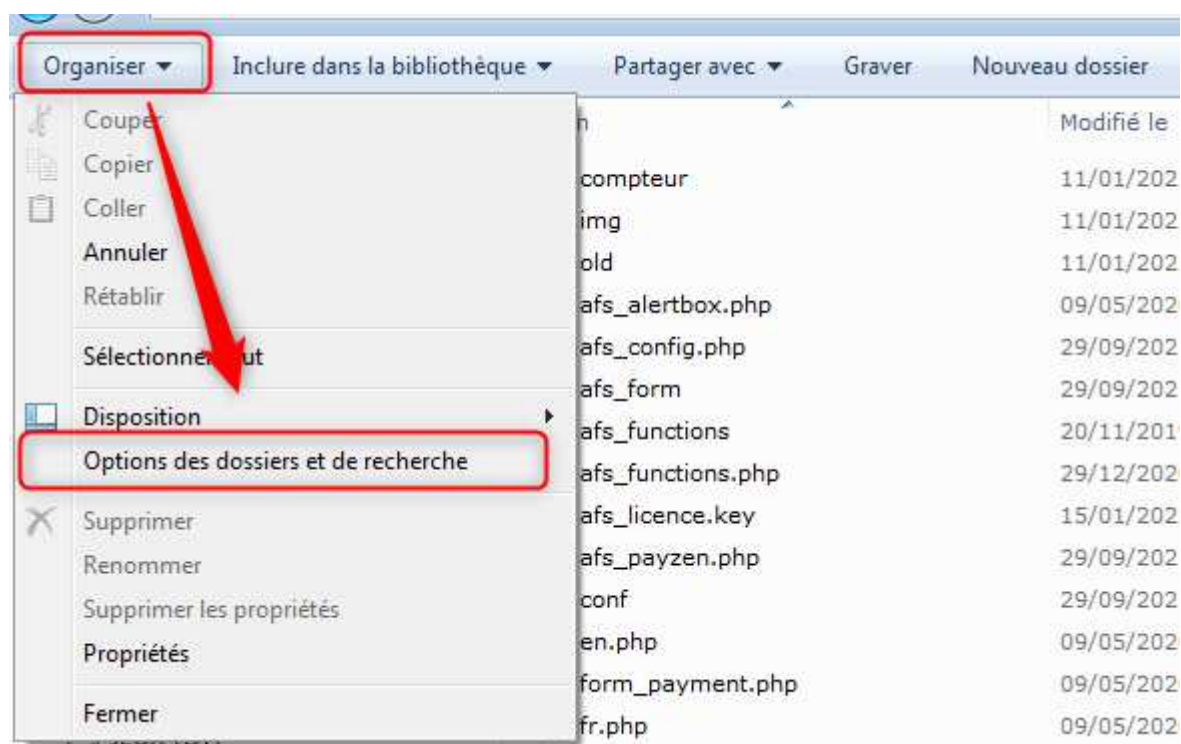 Organiser Inclure dans la bibliothèque Partager avec Graver Nouveau dossier
Couper
Copier
Coller
Annuler
Rétablir
Disposition
Options des dossiers et de recherche
Supprimer
Renommer
Supprimer les propriétés
Propriétés
Fermer
Modifié le
compteur 11/01/202
img 11/01/202
old 11/01/202
afs_alertbox.php 09/05/202
afs_config.php 29/09/202
afs_form 29/09/202
afs_functions 20/11/201
afs_functions.php 29/12/202
afs_licence.key 15/01/202
afs_payzen.php 29/09/202
conf 29/09/202
en.php 09/05/202
form_payment.php 09/05/202
fr.php 09/05/202